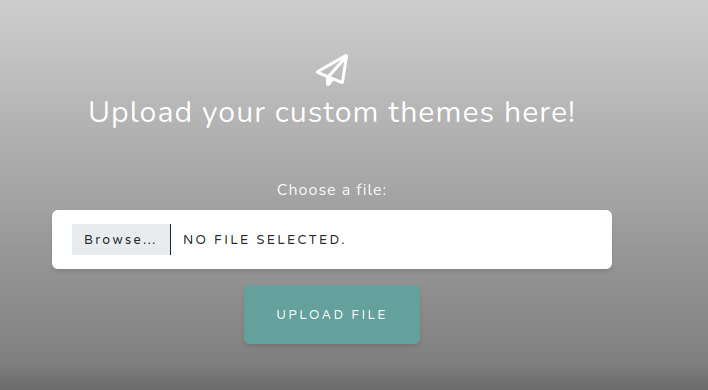 Upload your custom themes here!
Choose a file:
Browse... NO FILE SELECTED.
UPLOAD FILE